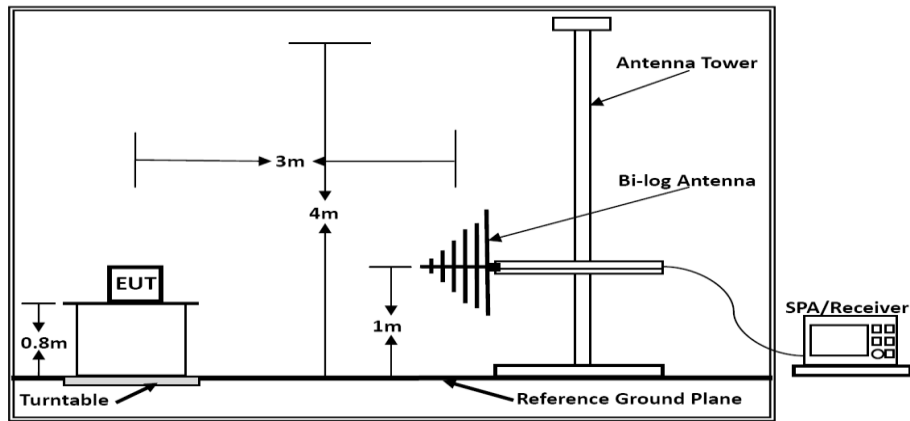 Antenna Tower
3m
Bi-log Antenna
4m
EUT
SPA/Receiver
1m
0.8m
Turntable
Reference Ground Plane